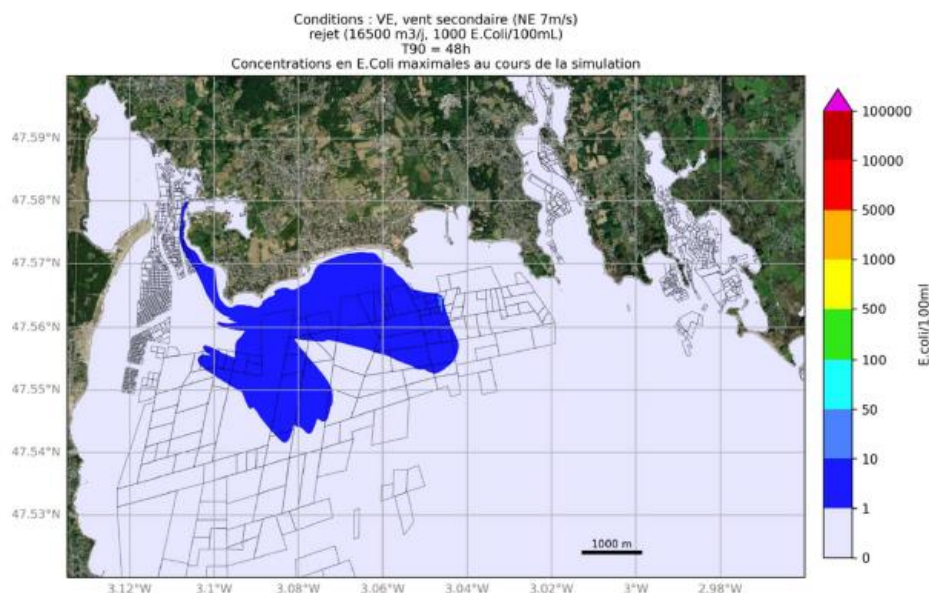 Conditions : VE, vent secondaire (NE 7m/s)
rejet (16500 m3/j, 1000 E.Coli/100mL)
T90 = 48h
Concentrations en E.Coli maximales au cours de la simulation
47.59°N
47.58°N
47.57°N
47.56°N
47.55°N
47.54°N
47.53°N
3.12°W
3.1°W
3.08°W
3.06°W
3.04°W
3.02°W
3°W
2.98°W
1000 m
100000
10000
5000
1000
500
100
50
10
1
0
E.coli/100ml